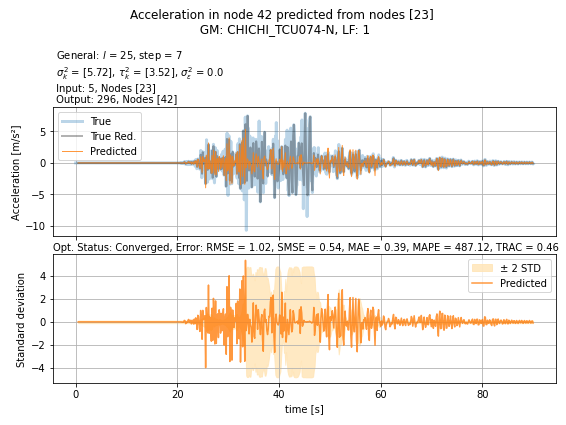 Acceleration in node 42 predicted from nodes [23]
GM: CHICHI_TCU074-N, LF: 1
General: l = 25, step = 7
σ²ₖ = [5.72], τ²ₖ = [3.52], σ²ε = 0.0
Input: 5, Nodes [23]
Output: 296, Nodes [42]
True
True Red.
Predicted
Acceleration [m/s²]
5
0
−5
−10
Opt. Status: Converged, Error: RMSE = 1.02, SMSE = 0.54, MAE = 0.39, MAPE = 487.12, TRAC = 0.46
± 2 STD
Predicted
Standard deviation
4
2
0
−2
−4
0 20 40 60 80
time [s]